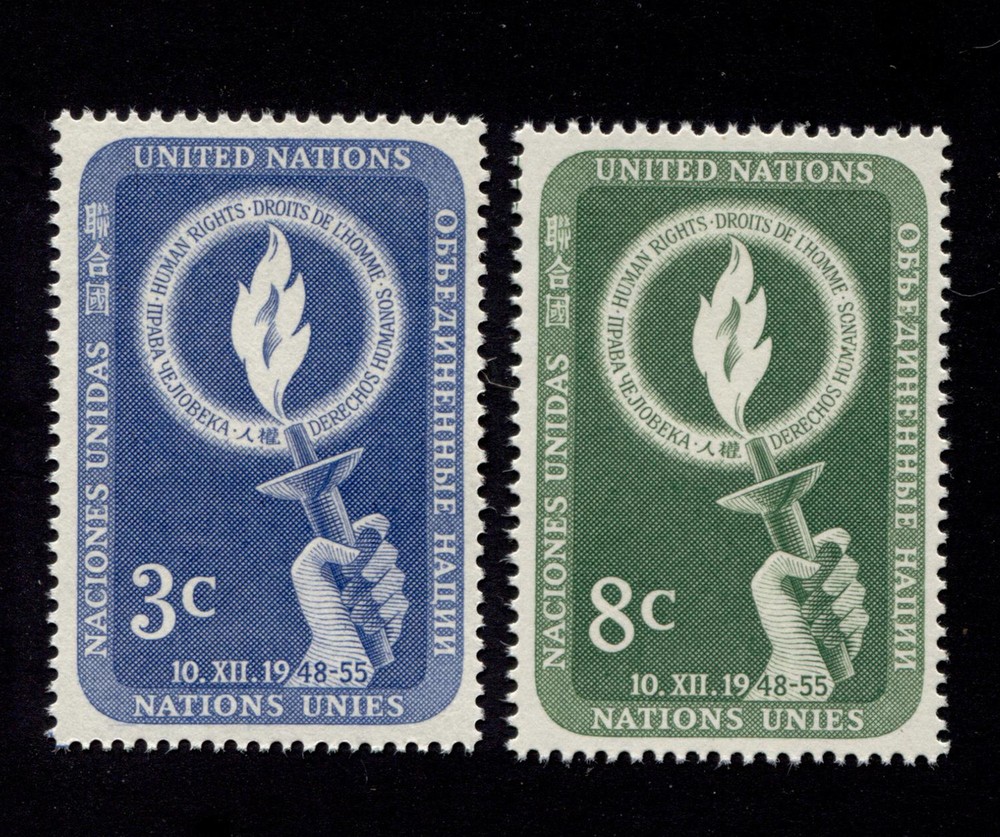 UNITED NATIONS
聯合國
NACIONES UNIDAS
HUMAN RIGHTS · DROITS DE L'HOMME · DERECHOS HUMANOS
人權 · ПРАВА ЧЕЛОВЕКА ·
ОБЪЕДИНЕННЫЕ НАЦИИ
3c
10. XII. 1948-55
NATIONS UNIES
UNITED NATIONS
聯合國
NACIONES UNIDAS
HUMAN RIGHTS · DROITS DE L'HOMME · DERECHOS HUMANOS
人權 · ПРАВА ЧЕЛОВЕКА ·
ОБЪЕДИНЕННЫЕ НАЦИИ
8c
10. XII. 1948-55
NATIONS UNIES